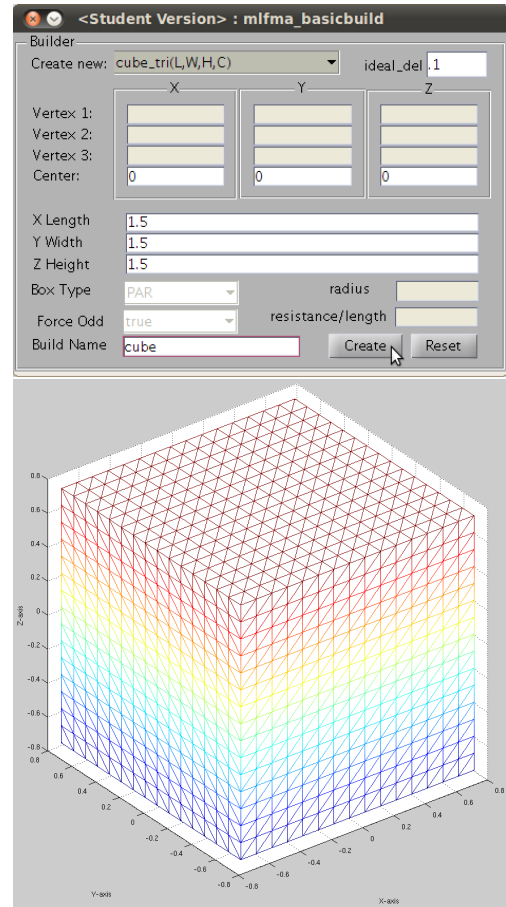 <Student Version> : mlfma_basicbuild
Builder
Create new: cube_tri(L,W,H,C) ideal_del .1
X Y Z
Vertex 1:
Vertex 2:
Vertex 3:
Center: 0 0 0
X Length 1.5
Y Width 1.5
Z Height 1.5
Box Type PAR radius
Force Odd true resistance/length
Build Name cube Create Reset
0.8
0.6
0.4
0.2
0
-0.2
-0.4
-0.6
-0.8
Z-axis
0.8
0.6
0.4
0.2
0
-0.2
-0.4
-0.6
-0.8
Y-axis
-0.8
-0.6
-0.4
-0.2
0
0.2
0.4
0.6
0.8
X-axis